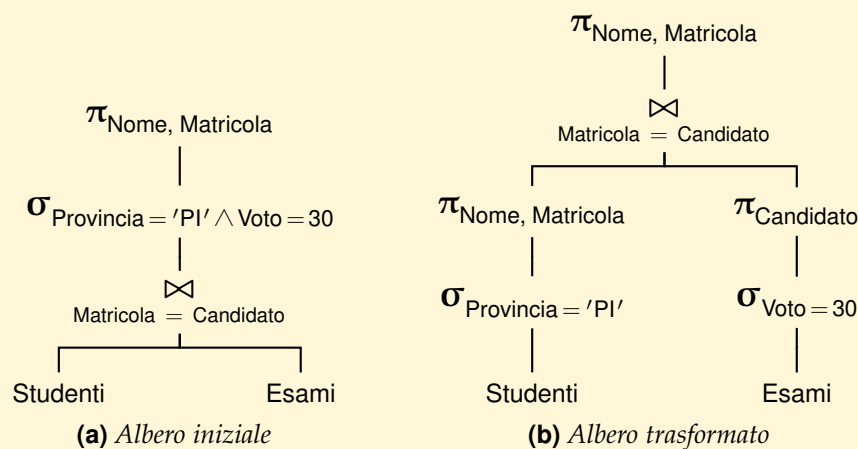 π Nome, Matricola
σ Provincia = ′PI′ ∧ Voto = 30
⋈
Matricola = Candidato
Studenti Esami
(a) Albero iniziale
π Nome, Matricola
⋈
Matricola = Candidato
π Nome, Matricola π Candidato
σ Provincia = ′PI′ σ Voto = 30
Studenti Esami
(b) Albero trasformato